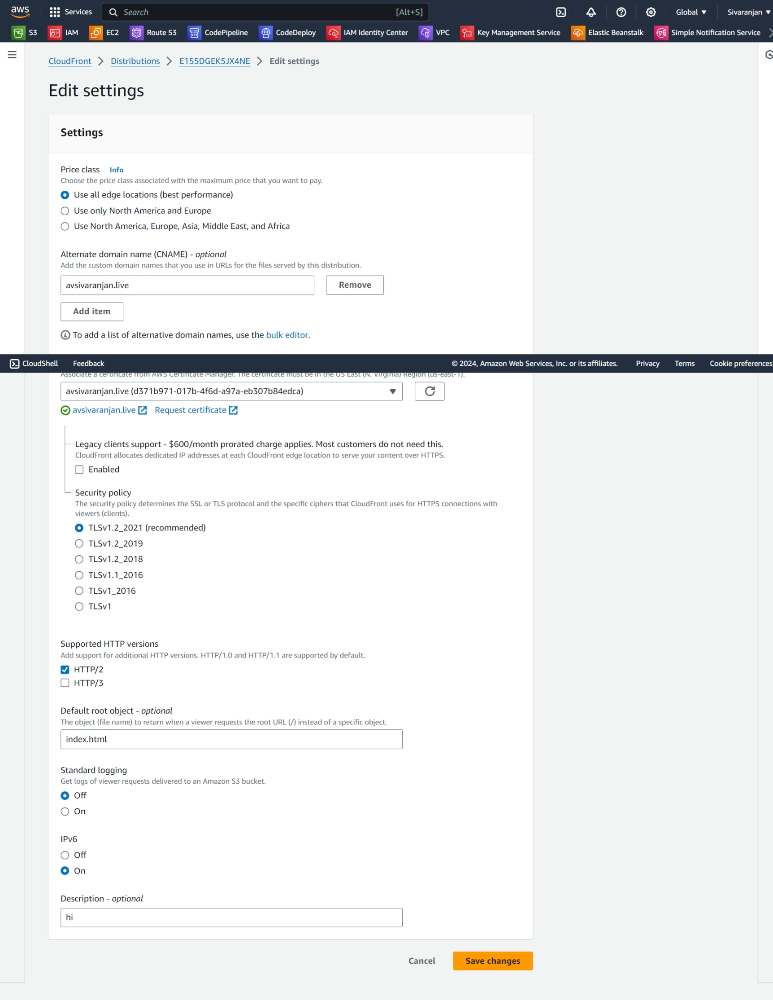 aws
Services
Search
[Alt+S]
Global
Sivaranjan
S3
IAM
EC2
Route 53
CodePipeline
CodeDeploy
IAM Identity Center
VPC
Key Management Service
Elastic Beanstalk
Simple Notification Service
CloudFront
Distributions
E155DGEK5JX4NE
Edit settings
Edit settings
Settings
Price class
Info
Choose the price class associated with the maximum price that you want to pay.
Use all edge locations (best performance)
Use only North America and Europe
Use North America, Europe, Asia, Middle East, and Africa
Alternate domain name (CNAME) - optional
Add the custom domain names that you use in URLs for the files served by this distribution.
avsivaranjan.live
Remove
Add item
To add a list of alternative domain names, use the bulk editor.
CloudShell
Feedback
© 2024, Amazon Web Services, Inc. or its affiliates.
Privacy
Terms
Cookie preferences
Associate a certificate from AWS Certificate Manager. The certificate must be in the US East (N. Virginia) Region (us-east-1).
avsivaranjan.live (d371b971-017b-4f6d-a97a-eb307b84edca)
avsivaranjan.live
Request certificate
Legacy clients support - $600/month prorated charge applies. Most customers do not need this.
CloudFront allocates dedicated IP addresses at each CloudFront edge location to serve your content over HTTPS.
Enabled
Security policy
The security policy determines the SSL or TLS protocol and the specific ciphers that CloudFront uses for HTTPS connections with
viewers (clients).
TLSv1.2_2021 (recommended)
TLSv1.2_2019
TLSv1.2_2018
TLSv1.1_2016
TLSv1_2016
TLSv1
Supported HTTP versions
Add support for additional HTTP versions. HTTP/1.0 and HTTP/1.1 are supported by default.
HTTP/2
HTTP/3
Default root object - optional
The object (file name) to return when a viewer requests the root URL (/) instead of a specific object.
index.html
Standard logging
Get logs of viewer requests delivered to an Amazon S3 bucket.
Off
On
IPv6
Off
On
Description - optional
hi
Cancel
Save changes